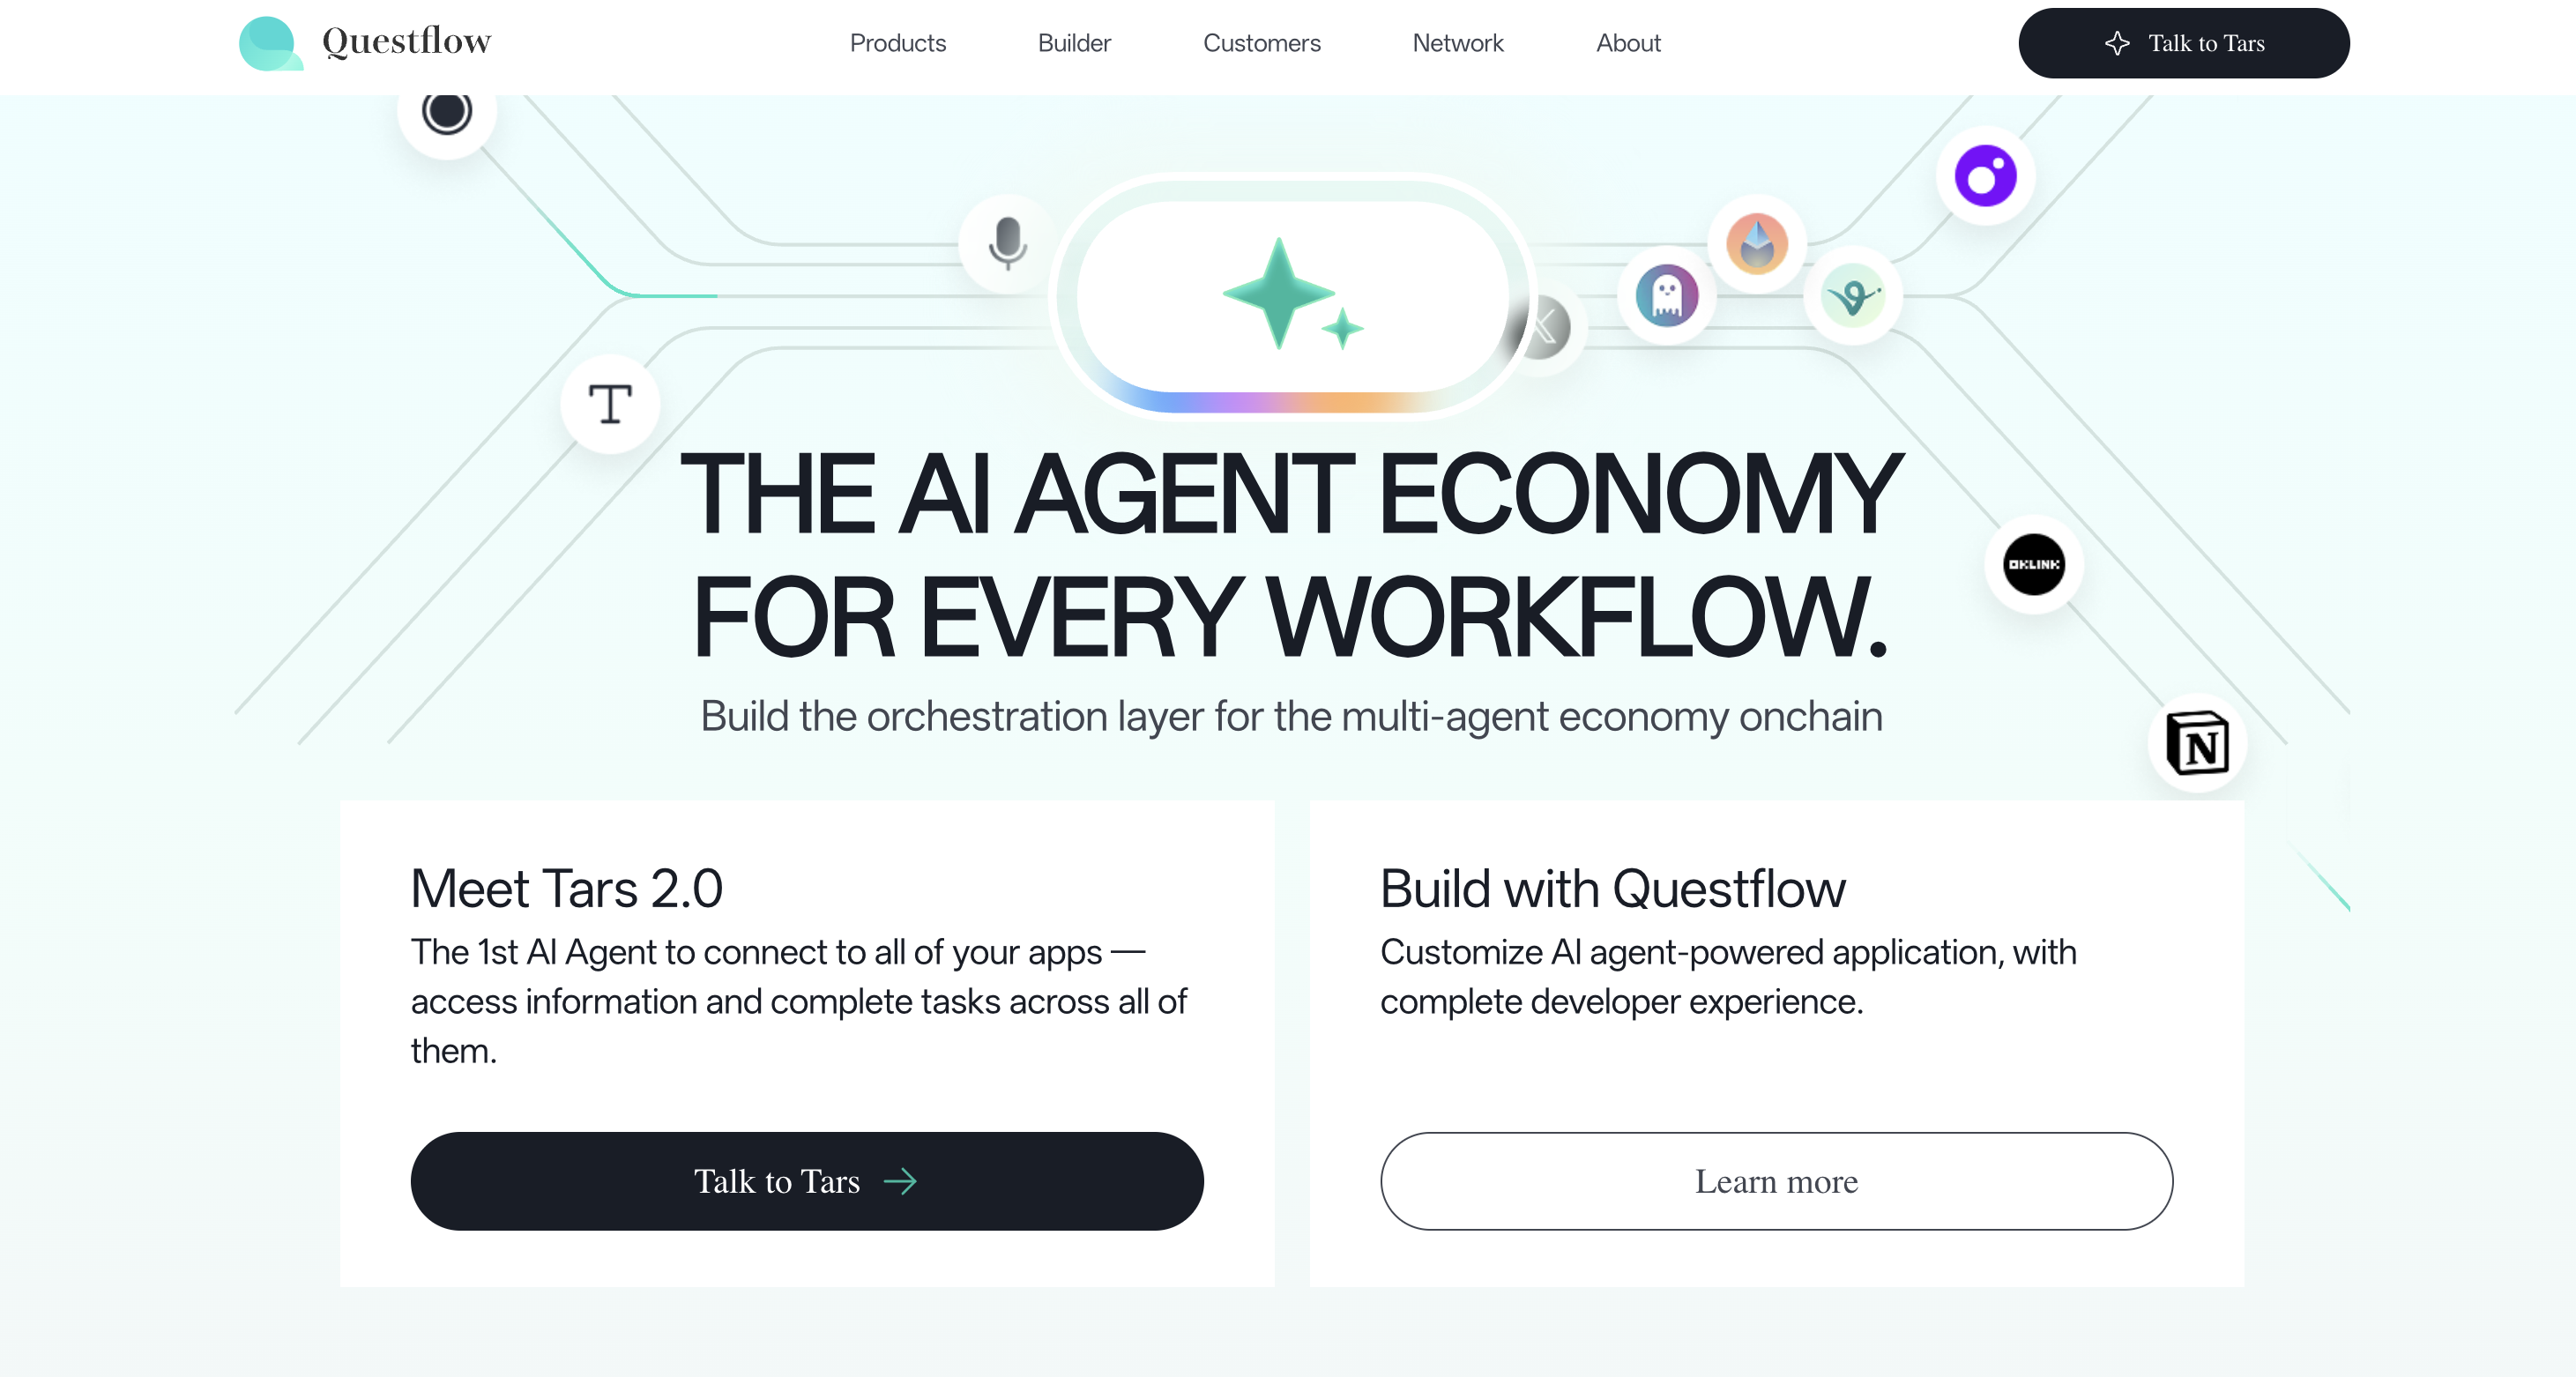 Questflow
Products
Builder
Customers
Network
About
Talk to Tars
T
X
OKLINK
THE AI AGENT ECONOMY
FOR EVERY WORKFLOW.
Build the orchestration layer for the multi-agent economy onchain
N
Meet Tars 2.0
The 1st AI Agent to connect to all of your apps —
access information and complete tasks across all of
them.
Talk to Tars
Build with Questflow
Customize AI agent-powered application, with
complete developer experience.
Learn more